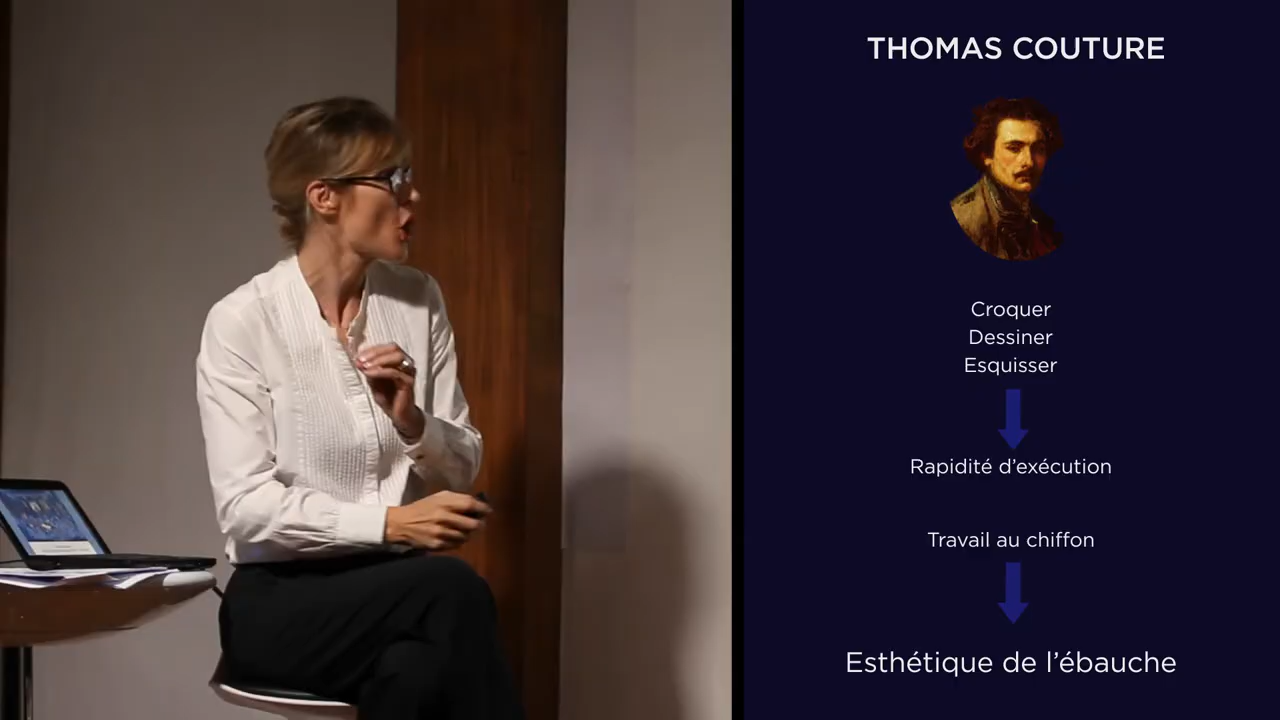 THOMAS COUTURE
Croquer
Dessiner
Esquisser
Rapidité d’exécution
Travail au chiffon
Esthétique de l’ébauche